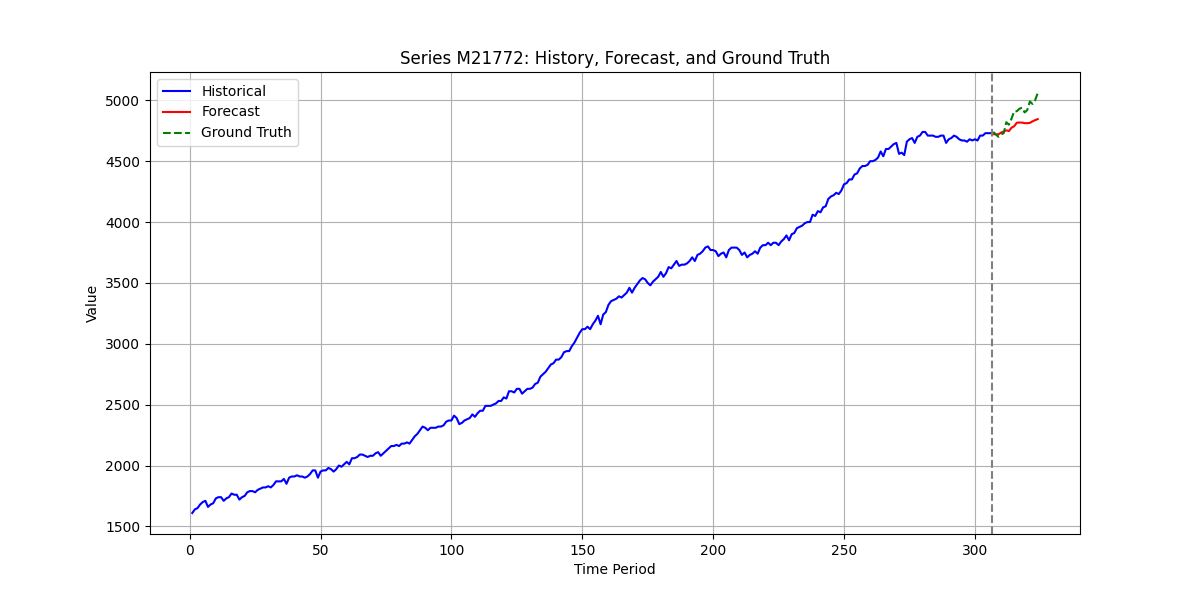 Series M21772: History, Forecast, and Ground Truth
Historical
Forecast
Ground Truth
5000
4500
4000
3500
3000
2500
2000
1500
Value
0 50 100 150 200 250 300
Time Period